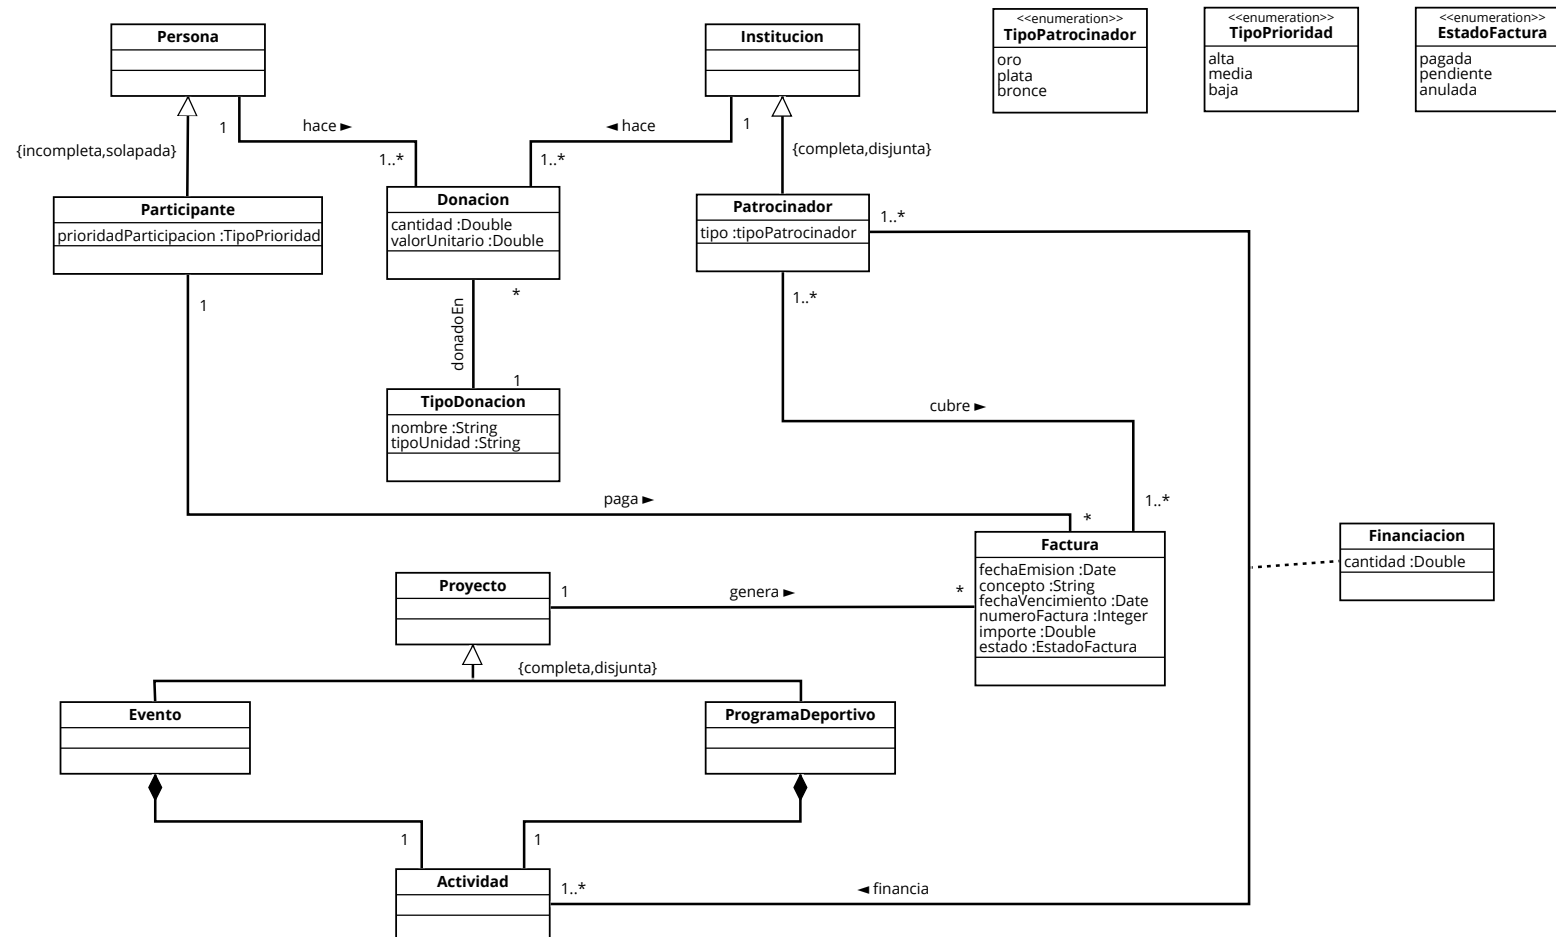 Persona
Institucion
<<enumeration>>
TipoPatrocinador
oro
plata
bronce
<<enumeration>>
TipoPrioridad
alta
media
baja
<<enumeration>>
EstadoFactura
pagada
pendiente
anulada
1
hace ►
1..*
◄ hace
1
1..*
{incompleta,solapada}
{completa,disjunta}
Participante
prioridadParticipacion :TipoPrioridad
Donacion
cantidad :Double
valorUnitario :Double
Patrocinador
tipo :tipoPatrocinador
1..*
1
*
1..*
donadoEn
1
TipoDonacion
nombre :String
tipoUnidad :String
cubre ►
paga ►
*
1..*
Factura
fechaEmision :Date
concepto :String
fechaVencimiento :Date
numeroFactura :Integer
importe :Double
estado :EstadoFactura
Financiacion
cantidad :Double
Proyecto
1
genera ►
*
{completa,disjunta}
Evento
ProgramaDeportivo
1
1
Actividad
1..*
◄ financia